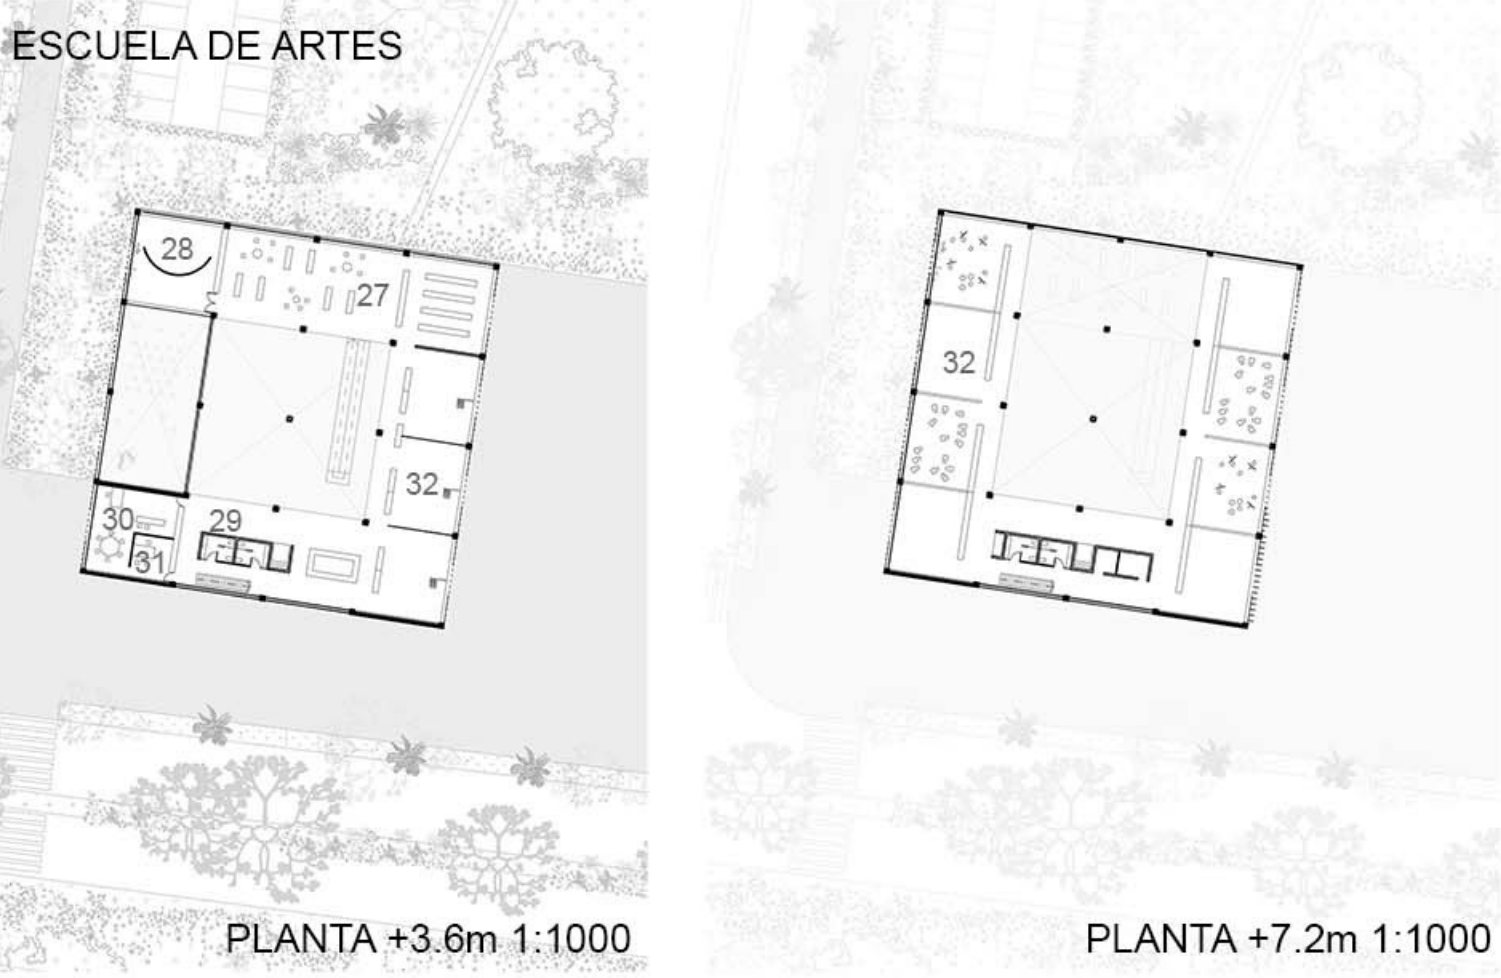 ESCUELA DE ARTES
28
27
32
30
29
31
32
PLANTA +3.6m 1:1000
PLANTA +7.2m 1:1000